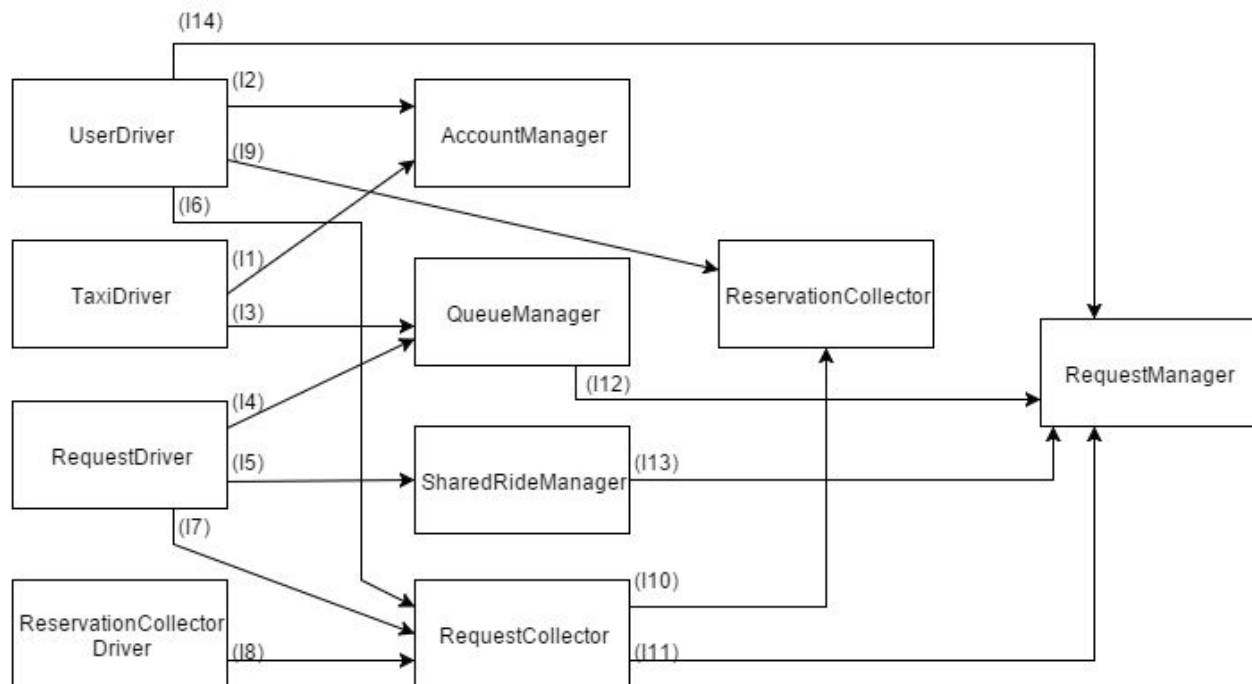 (I14)
(I2)
UserDriver
AccountManager
(I9)
(I6)
(I1)
TaxiDriver
(I3)
QueueManager
ReservationCollector
RequestManager
(I12)
(I4)
RequestDriver
(I5)
SharedRideManager
(I13)
(I7)
(I10)
ReservationCollector
Driver
(I8)
RequestCollector
(I11)